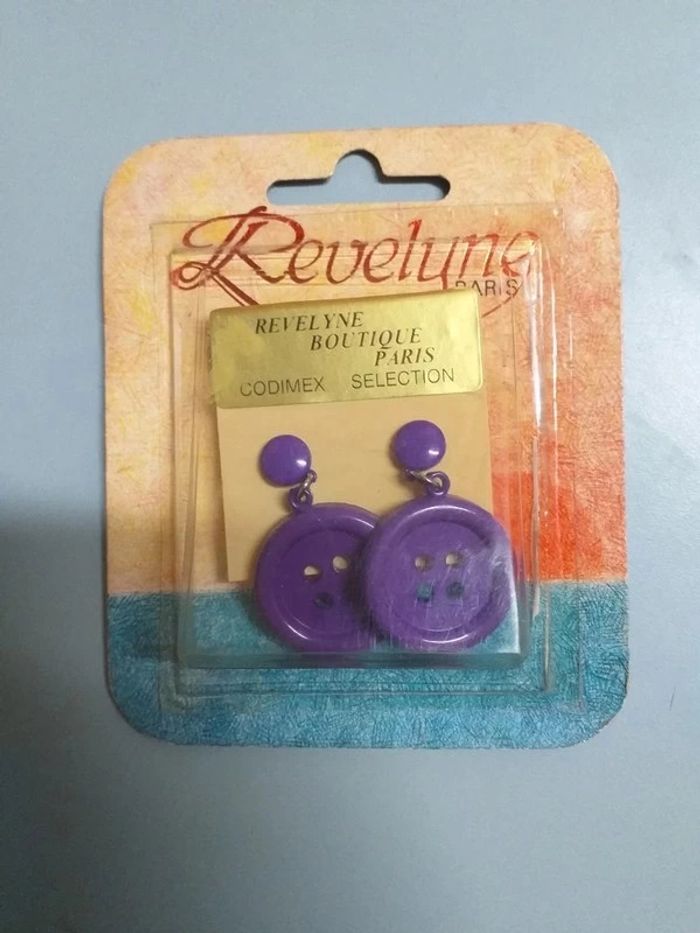 Revelyne
PARIS
REVELYNE
BOUTIQUE
PARIS
CODIMEX SELECTION